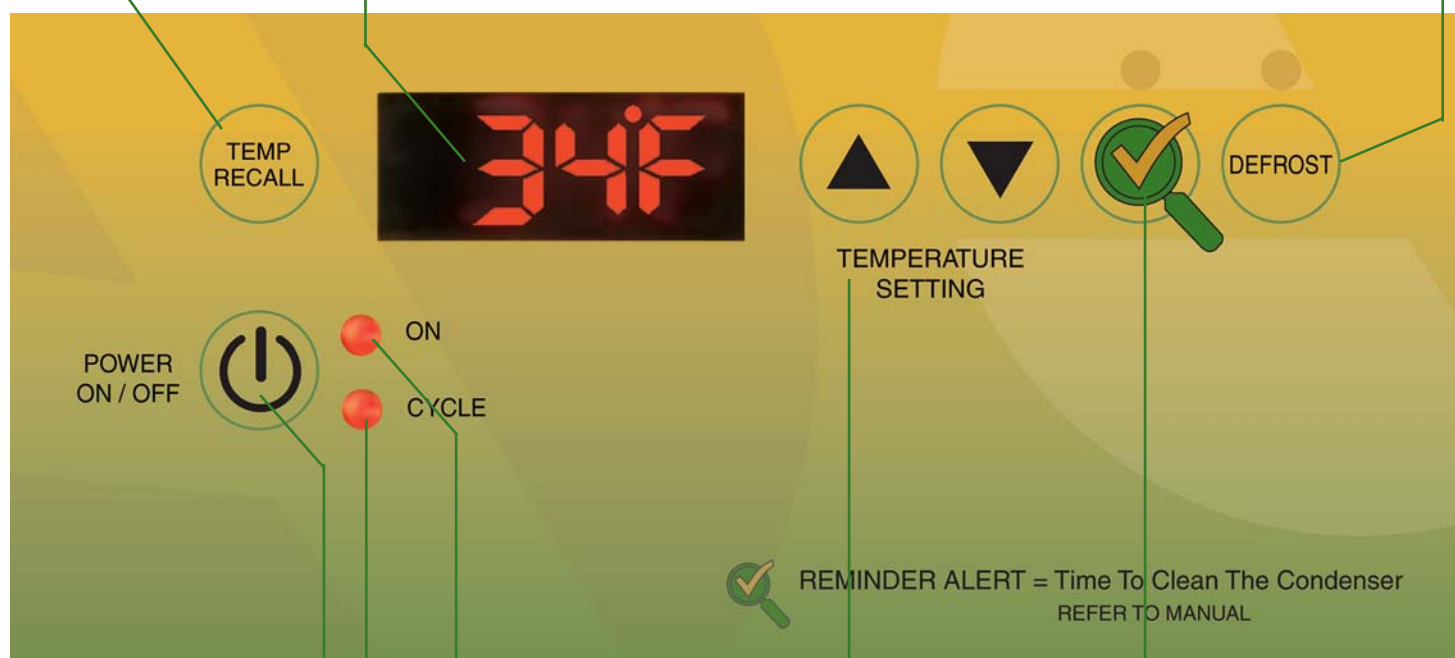 TEMP
RECALL
34°F
DEFROST
TEMPERATURE
SETTING
POWER
ON / OFF
ON
CYCLE
REMINDER ALERT = Time To Clean The Condenser
REFER TO MANUAL